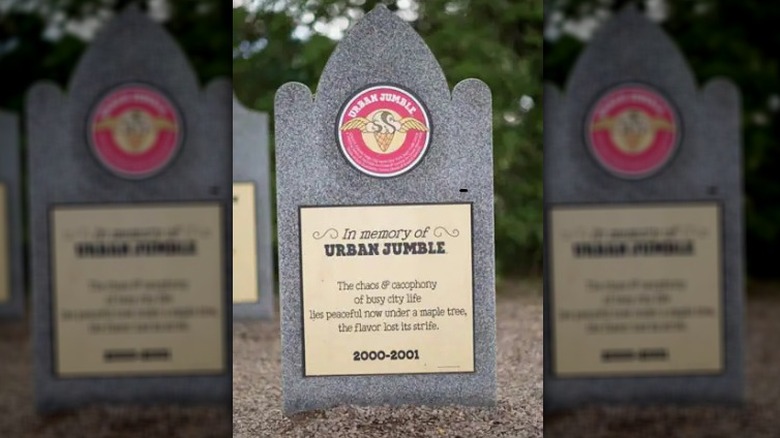 URBAN JUMBLE
In memory of
URBAN JUMBLE
The chaos & cacophony
of busy city life
lies peaceful now under a maple tree,
the flavor lost its strife.
2000-2001